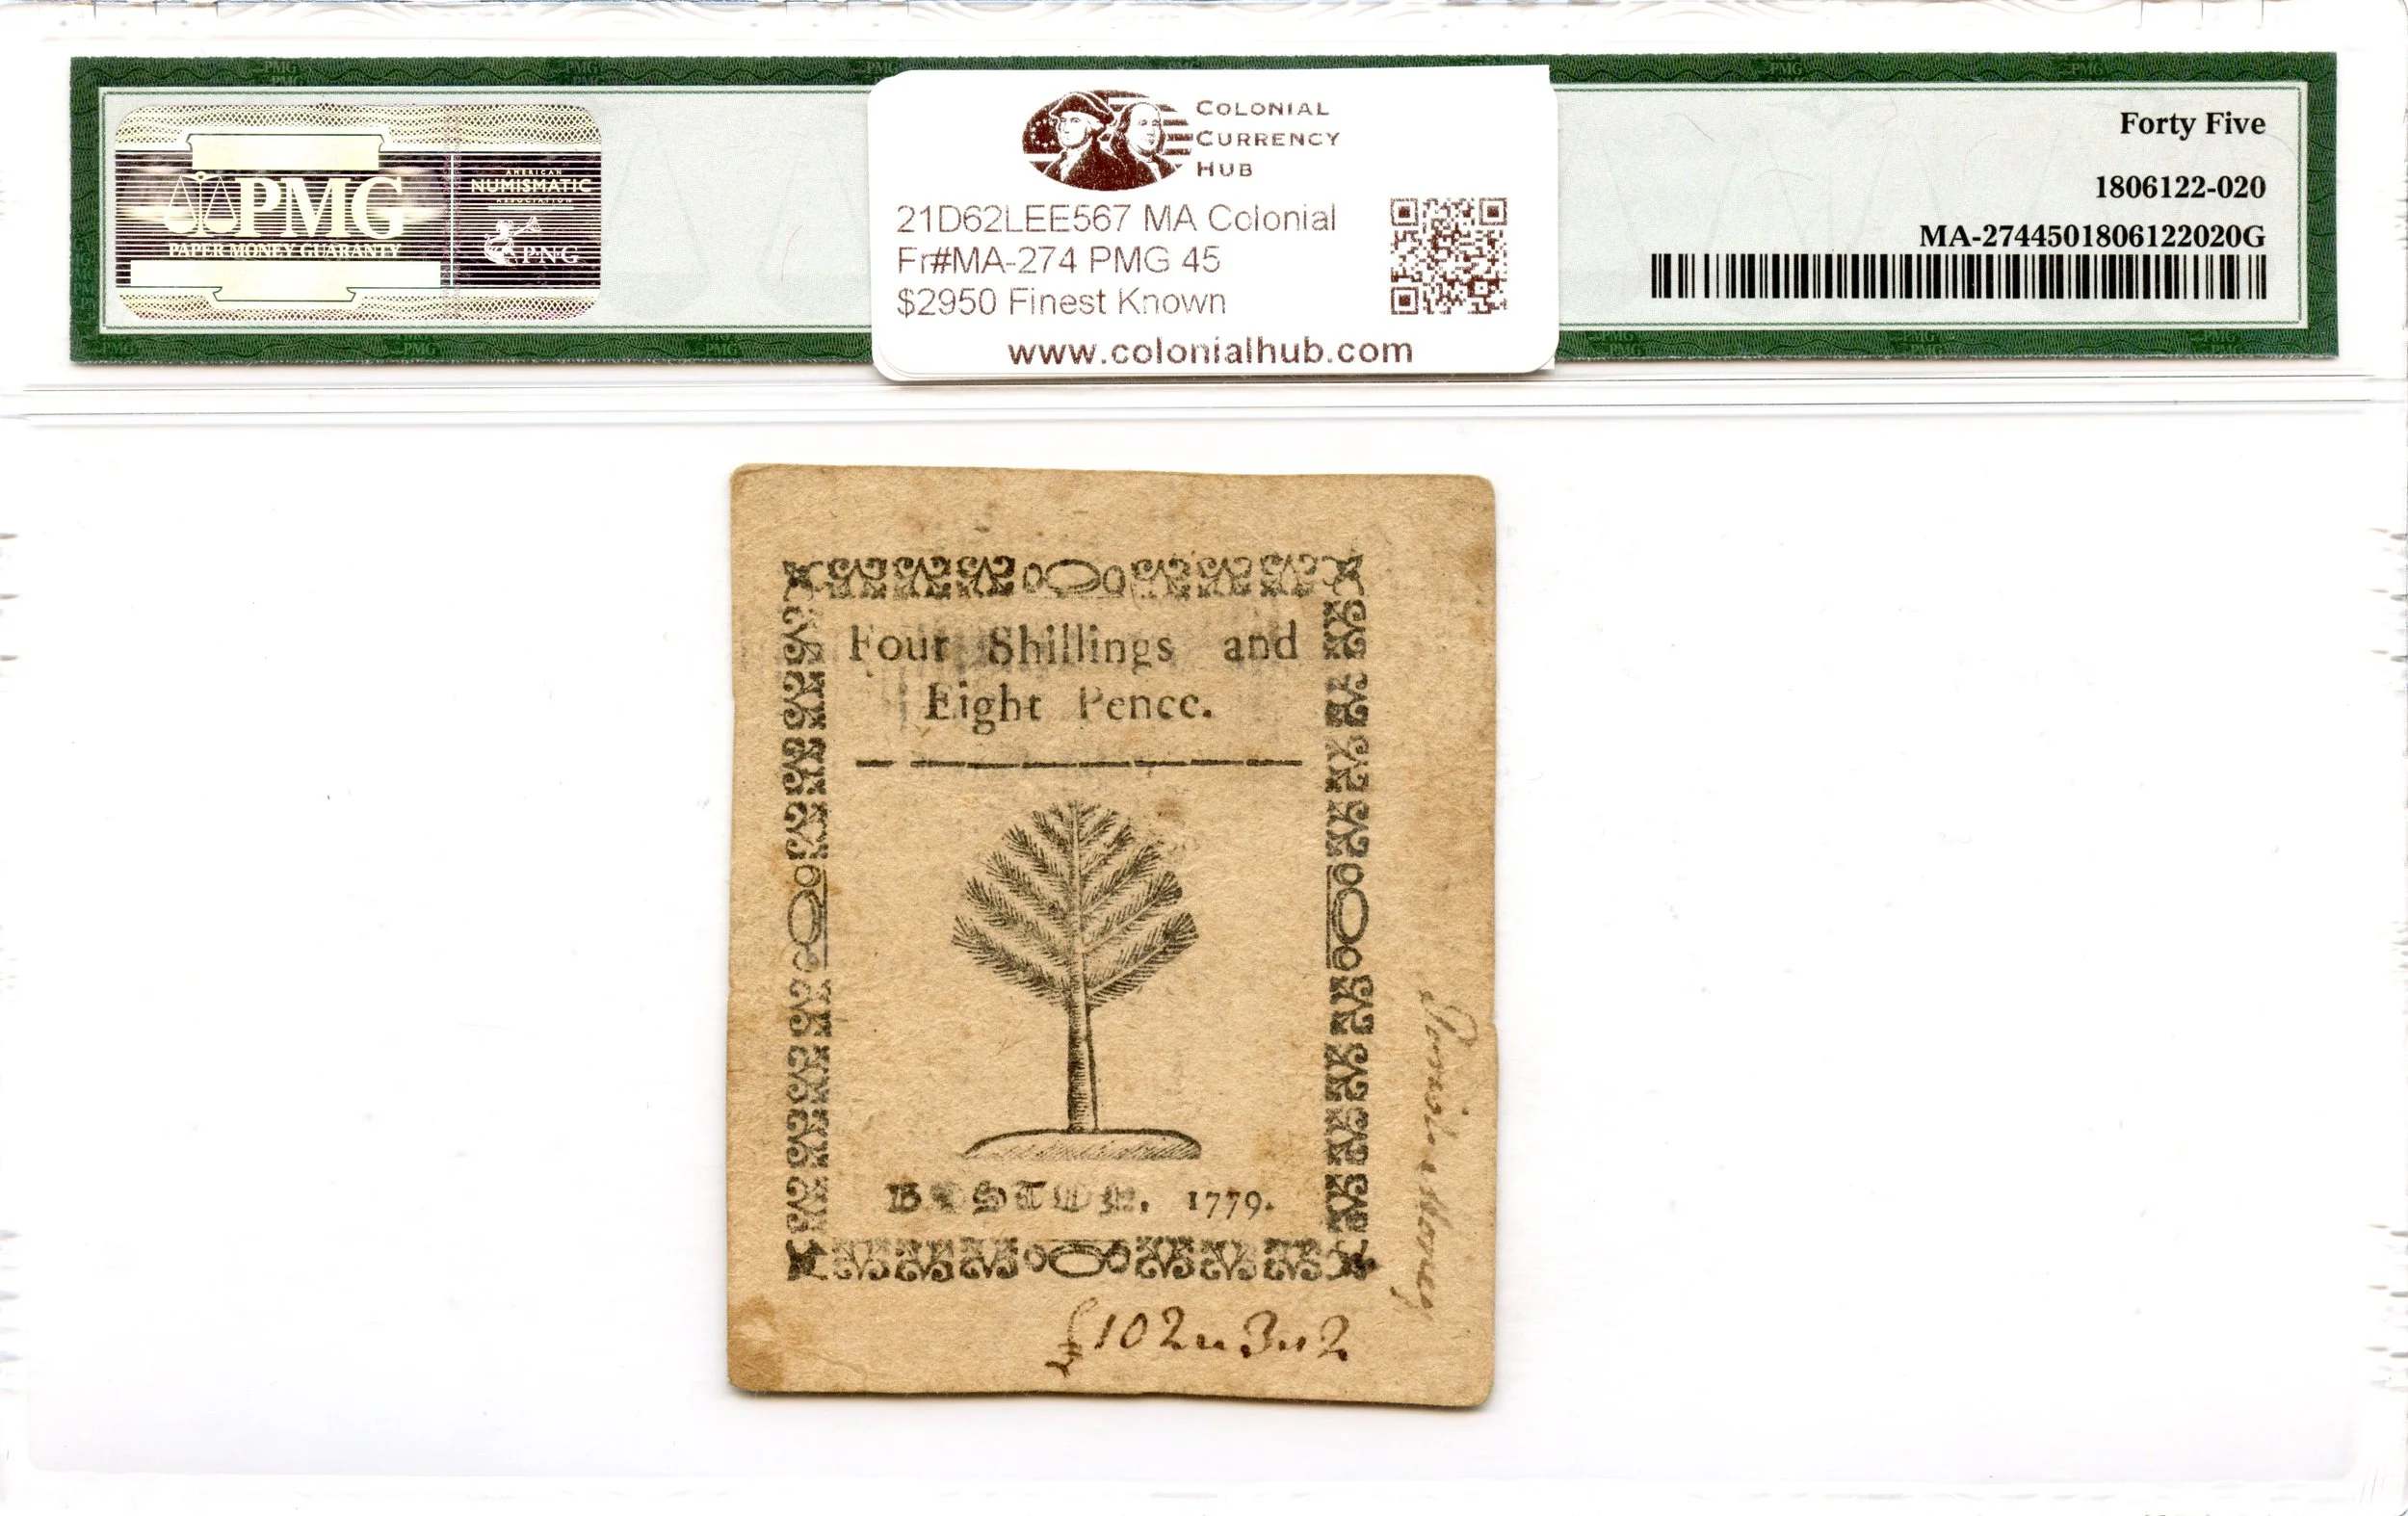 PMG
PAPER MONEY GUARANTY
AMERICAN
NUMISMATIC
ASSOCIATION
PNG
COLONIAL
CURRENCY
HUB
21D62LEE567 MA Colonial
Fr#MA-274 PMG 45
$2950 Finest Known
www.colonialhub.com
Forty Five
1806122-020
MA-2744501806122020G
Four Shillings and
Eight Pence.
BOSTON. 1779.
£102 " 3 " 2
Money